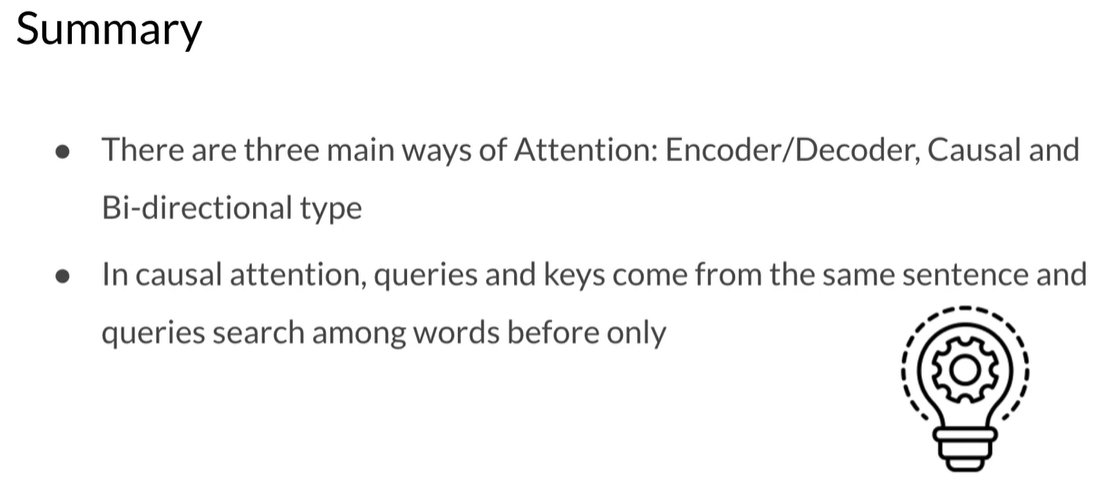 Summary
● There are three main ways of Attention: Encoder/Decoder, Causal and
Bi-directional type
● In causal attention, queries and keys come from the same sentence and
queries search among words before only